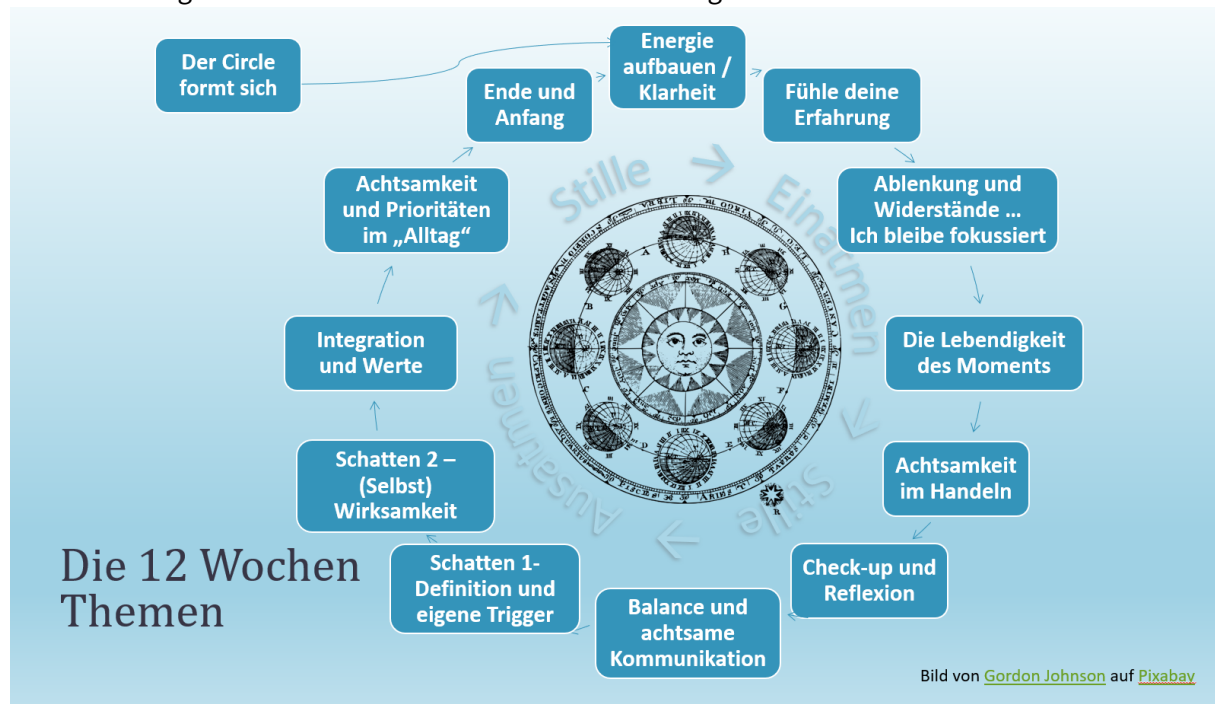 Der Circle
formt sich
Energie
aufbauen /
Klarheit
Fühle deine
Erfahrung
Ablenkung und
Widerstände ...
Ich bleibe fokussiert
Die Lebendigkeit
des Moments
Achtsamkeit
im Handeln
Check-up und
Reflexion
Balance und
achtsame
Kommunikation
Schatten 1-
Definition und
eigene Trigger
Schatten 2 –
(Selbst)
Wirksamkeit
Integration
und Werte
Achtsamkeit
und Prioritäten
im „Alltag“
Ende und
Anfang
Stille → Einatmen → Stille → Ausatmen →
Die 12 Wochen
Themen
Bild von Gordon Johnson auf Pixabay